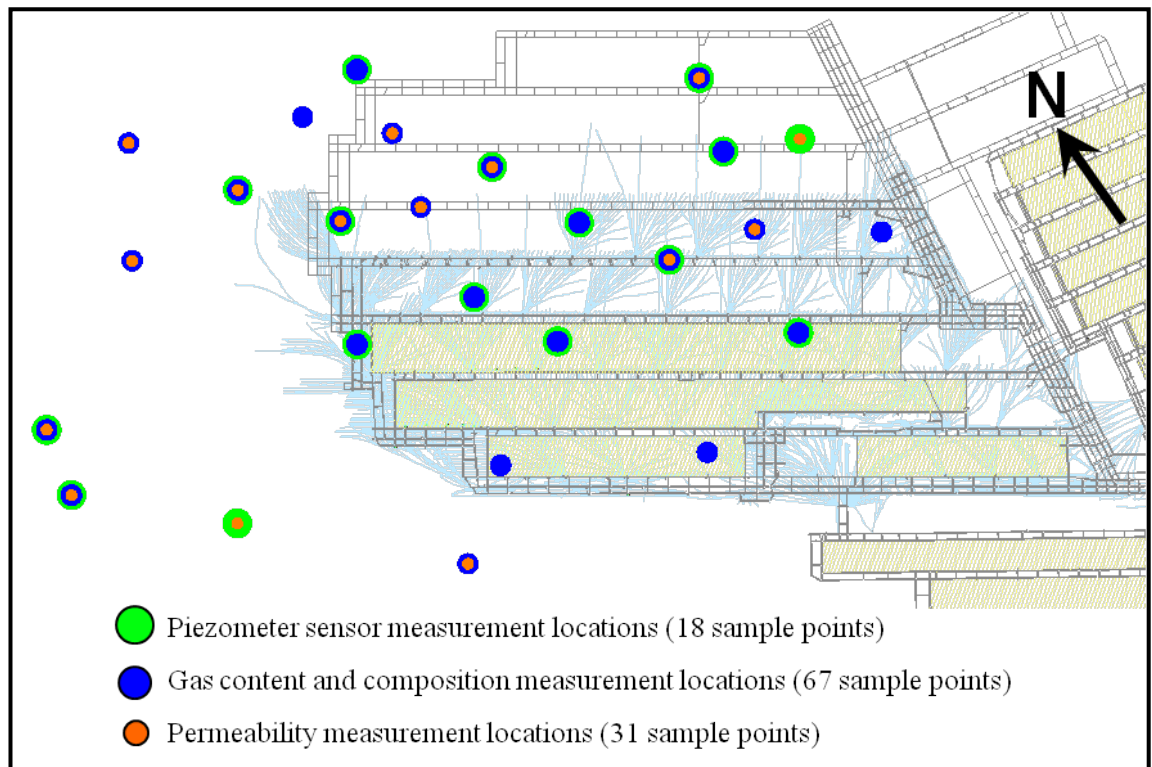 N
Piezometer sensor measurement locations (18 sample points)
Gas content and composition measurement locations (67 sample points)
Permeability measurement locations (31 sample points)